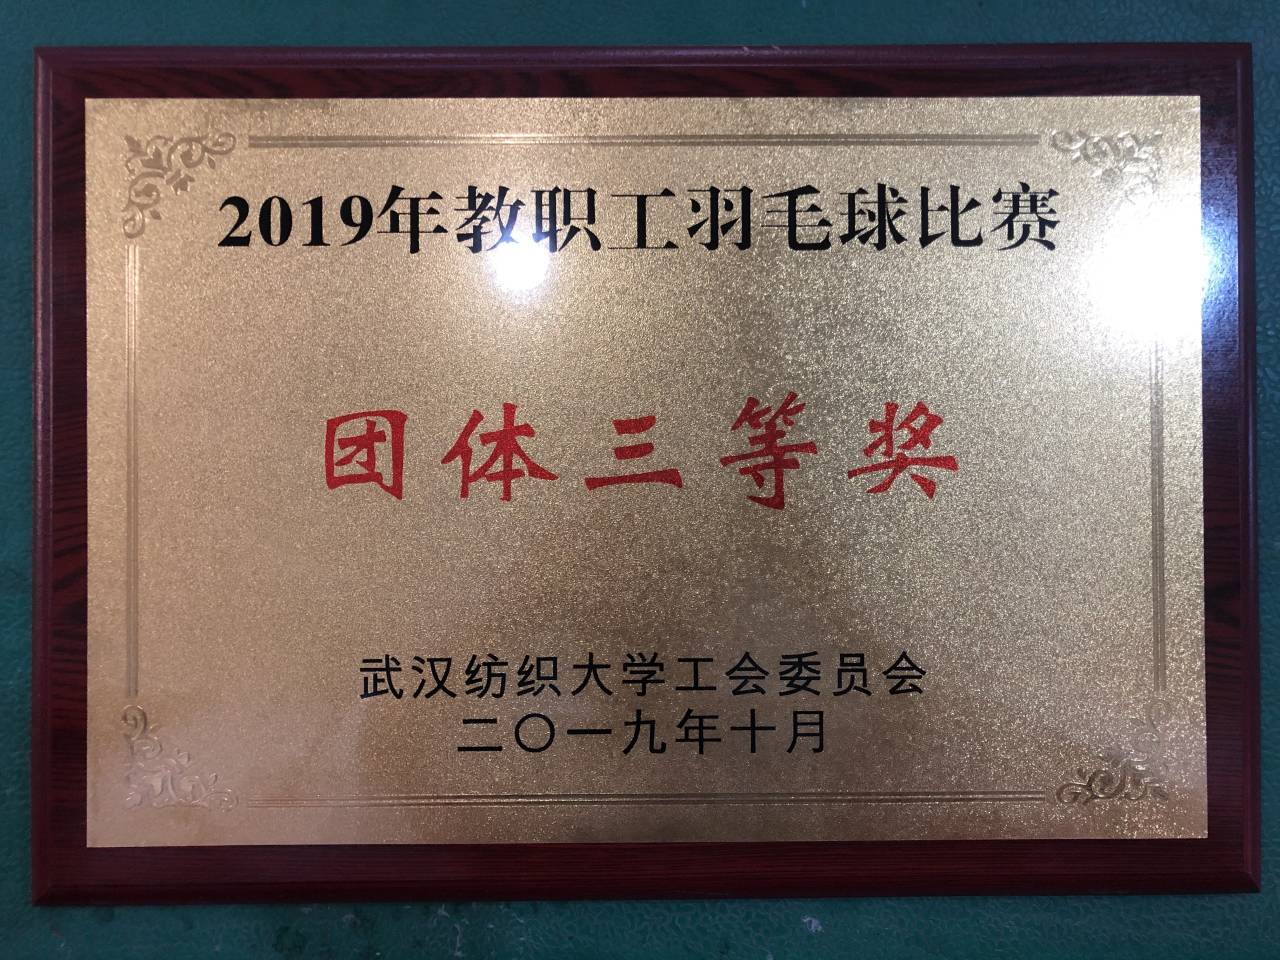 2019年教职工羽毛球比赛
团体三等奖
武汉纺织大学工会委员会
二〇一九年十月